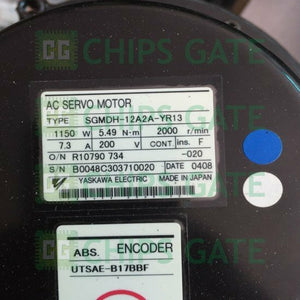 CHIPS GATE
AC SERVO MOTOR
TYPE SGMDH-12A2A-YR13
1150 W 5.49 N·m 2000 r/min
7.3 A 200 V CONT. ins. F
O/N R10790 734 -020
S/N B0048C303710020 DATE 0408
YASKAWA ELECTRIC MADE IN JAPAN
ABS. ENCODER
UTSAE-B17BBF
CHIPS GATE